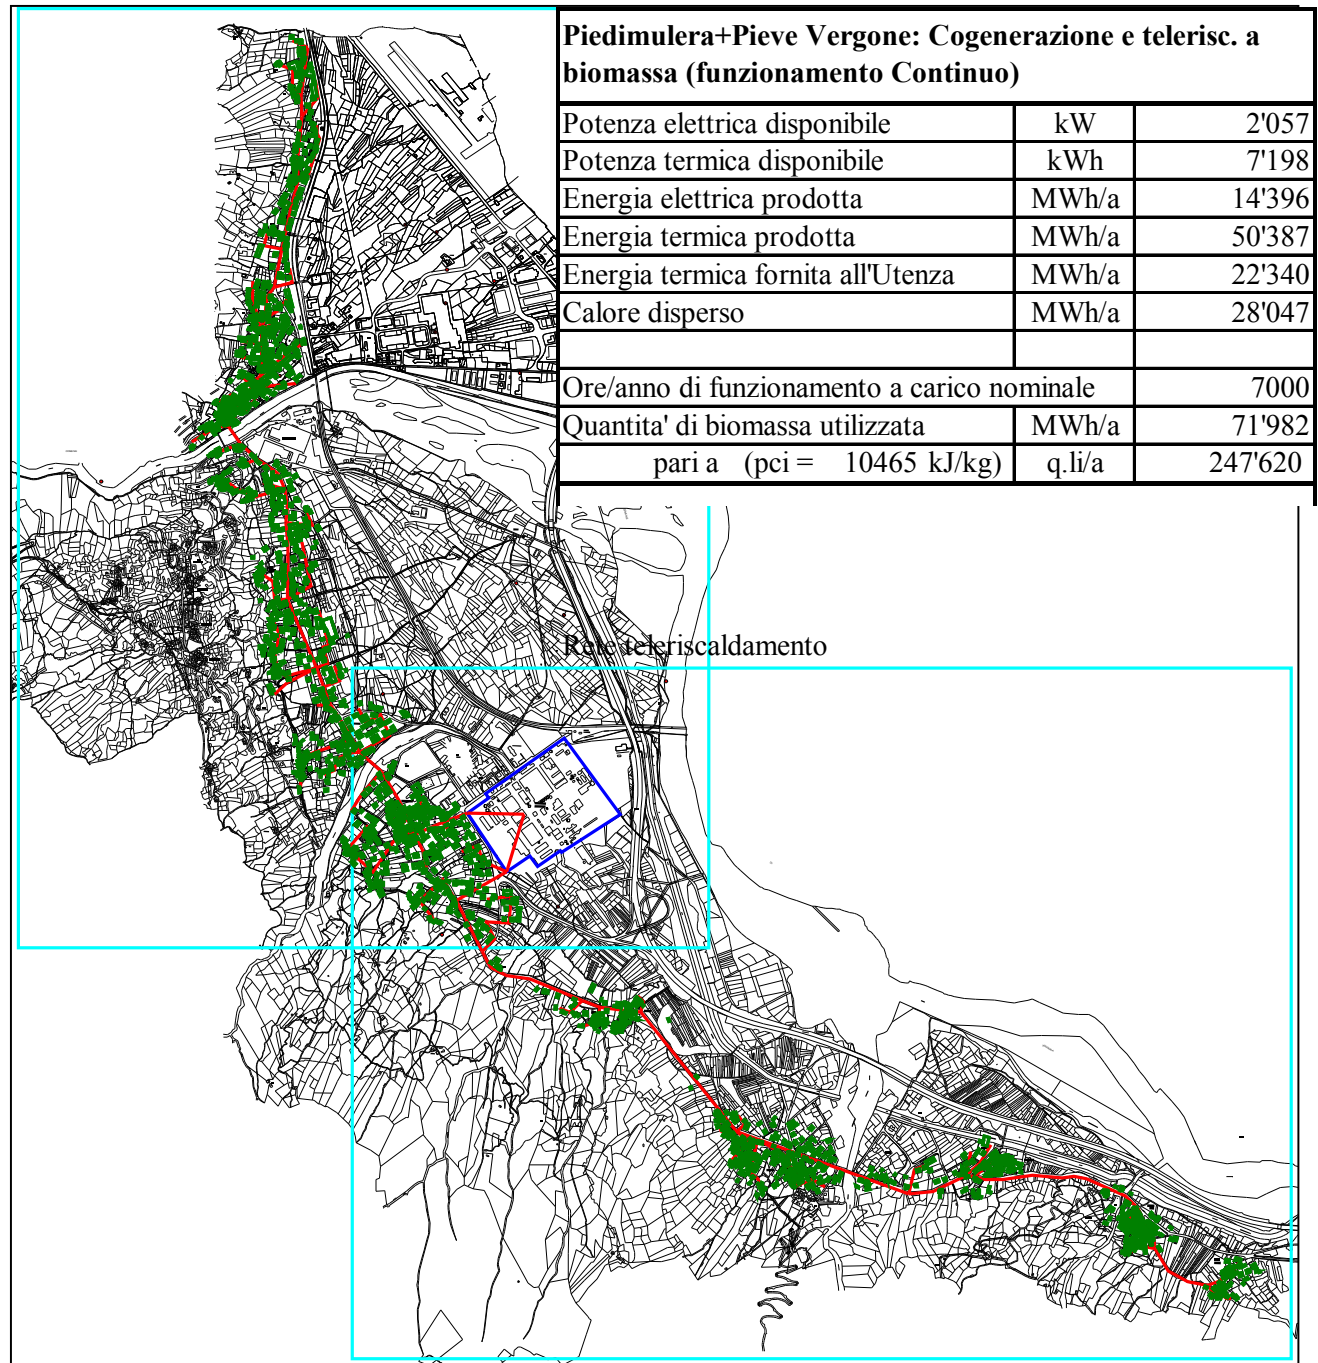 Piedimulera+Pieve Vergone: Cogenerazione e telerisc. a
biomassa (funzionamento Continuo)
Potenza elettrica disponibile kW 2'057
Potenza termica disponibile kWh 7'198
Energia elettrica prodotta MWh/a 14'396
Energia termica prodotta MWh/a 50'387
Energia termica fornita all'Utenza MWh/a 22'340
Calore disperso MWh/a 28'047
Ore/anno di funzionamento a carico nominale 7000
Quantita' di biomassa utilizzata MWh/a 71'982
pari a (pci = 10465 kJ/kg) q.li/a 247'620
Rete teleriscaldamento